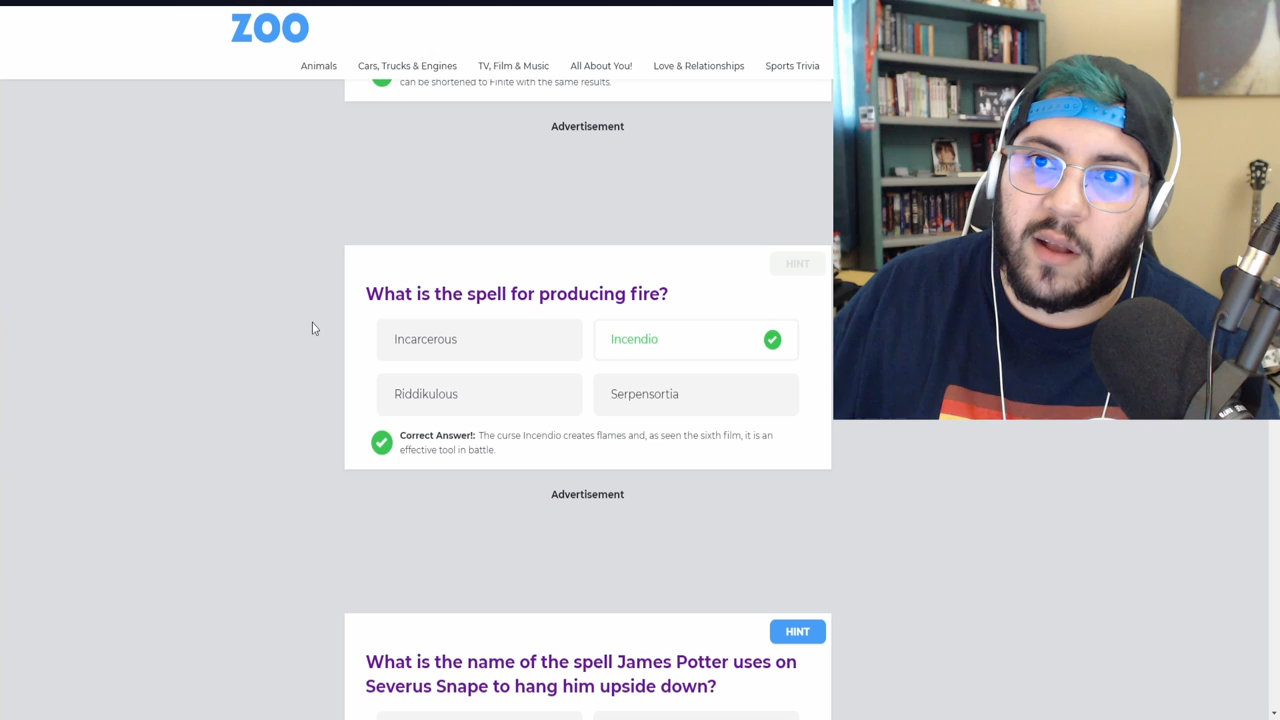 ZOO
Animals
Cars, Trucks & Engines
TV, Film & Music
All About You!
Love & Relationships
Sports Trivia
can be shortened to Finite with the same results.
Advertisement
HINT
What is the spell for producing fire?
Incarcerous
Incendio
Riddikulous
Serpensortia
Correct Answer!: The curse Incendio creates flames and, as seen the sixth film, it is an
effective tool in battle.
Advertisement
HINT
What is the name of the spell James Potter uses on
Severus Snape to hang him upside down?